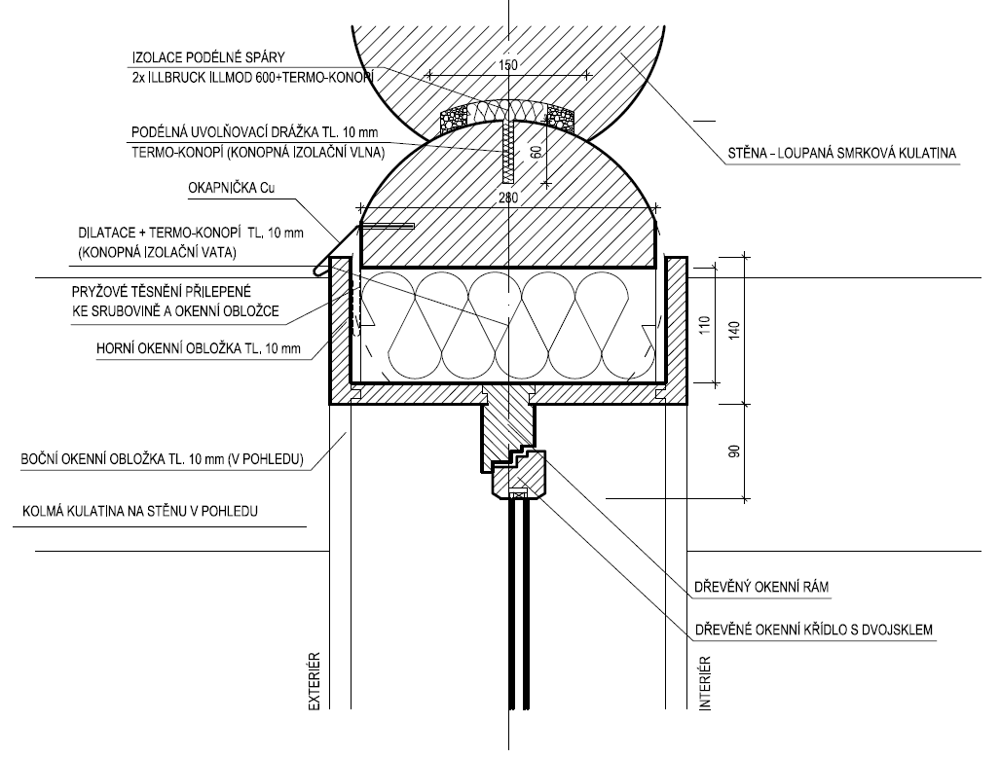 IZOLACE PODÉLNÉ SPÁRY
2x ILLBRUCK ILLMOD 600+TERMO-KONOPÍ
150
PODÉLNÁ UVOLŇOVACÍ DRÁŽKA TL. 10 mm
TERMO-KONOPÍ (KONOPNÁ IZOLAČNÍ VLNA)
60
STĚNA - LOUPANÁ SMRKOVÁ KULATINA
OKAPNIČKA Cu
280
DILATACE + TERMO-KONOPÍ TL. 10 mm
(KONOPNÁ IZOLAČNÍ VATA)
PRYŽOVÉ TĚSNĚNÍ PŘILEPENÉ
KE SRUBOVINĚ A OKENNÍ OBLOŽCE
110
140
HORNÍ OKENNÍ OBLOŽKA TL. 10 mm
BOČNÍ OKENNÍ OBLOŽKA TL. 10 mm (V POHLEDU)
90
KOLMÁ KULATINA NA STĚNU V POHLEDU
DŘEVĚNÝ OKENNÍ RÁM
DŘEVĚNÉ OKENNÍ KŘÍDLO S DVOJSKLEM
EXTERIÉR
INTERIÉR